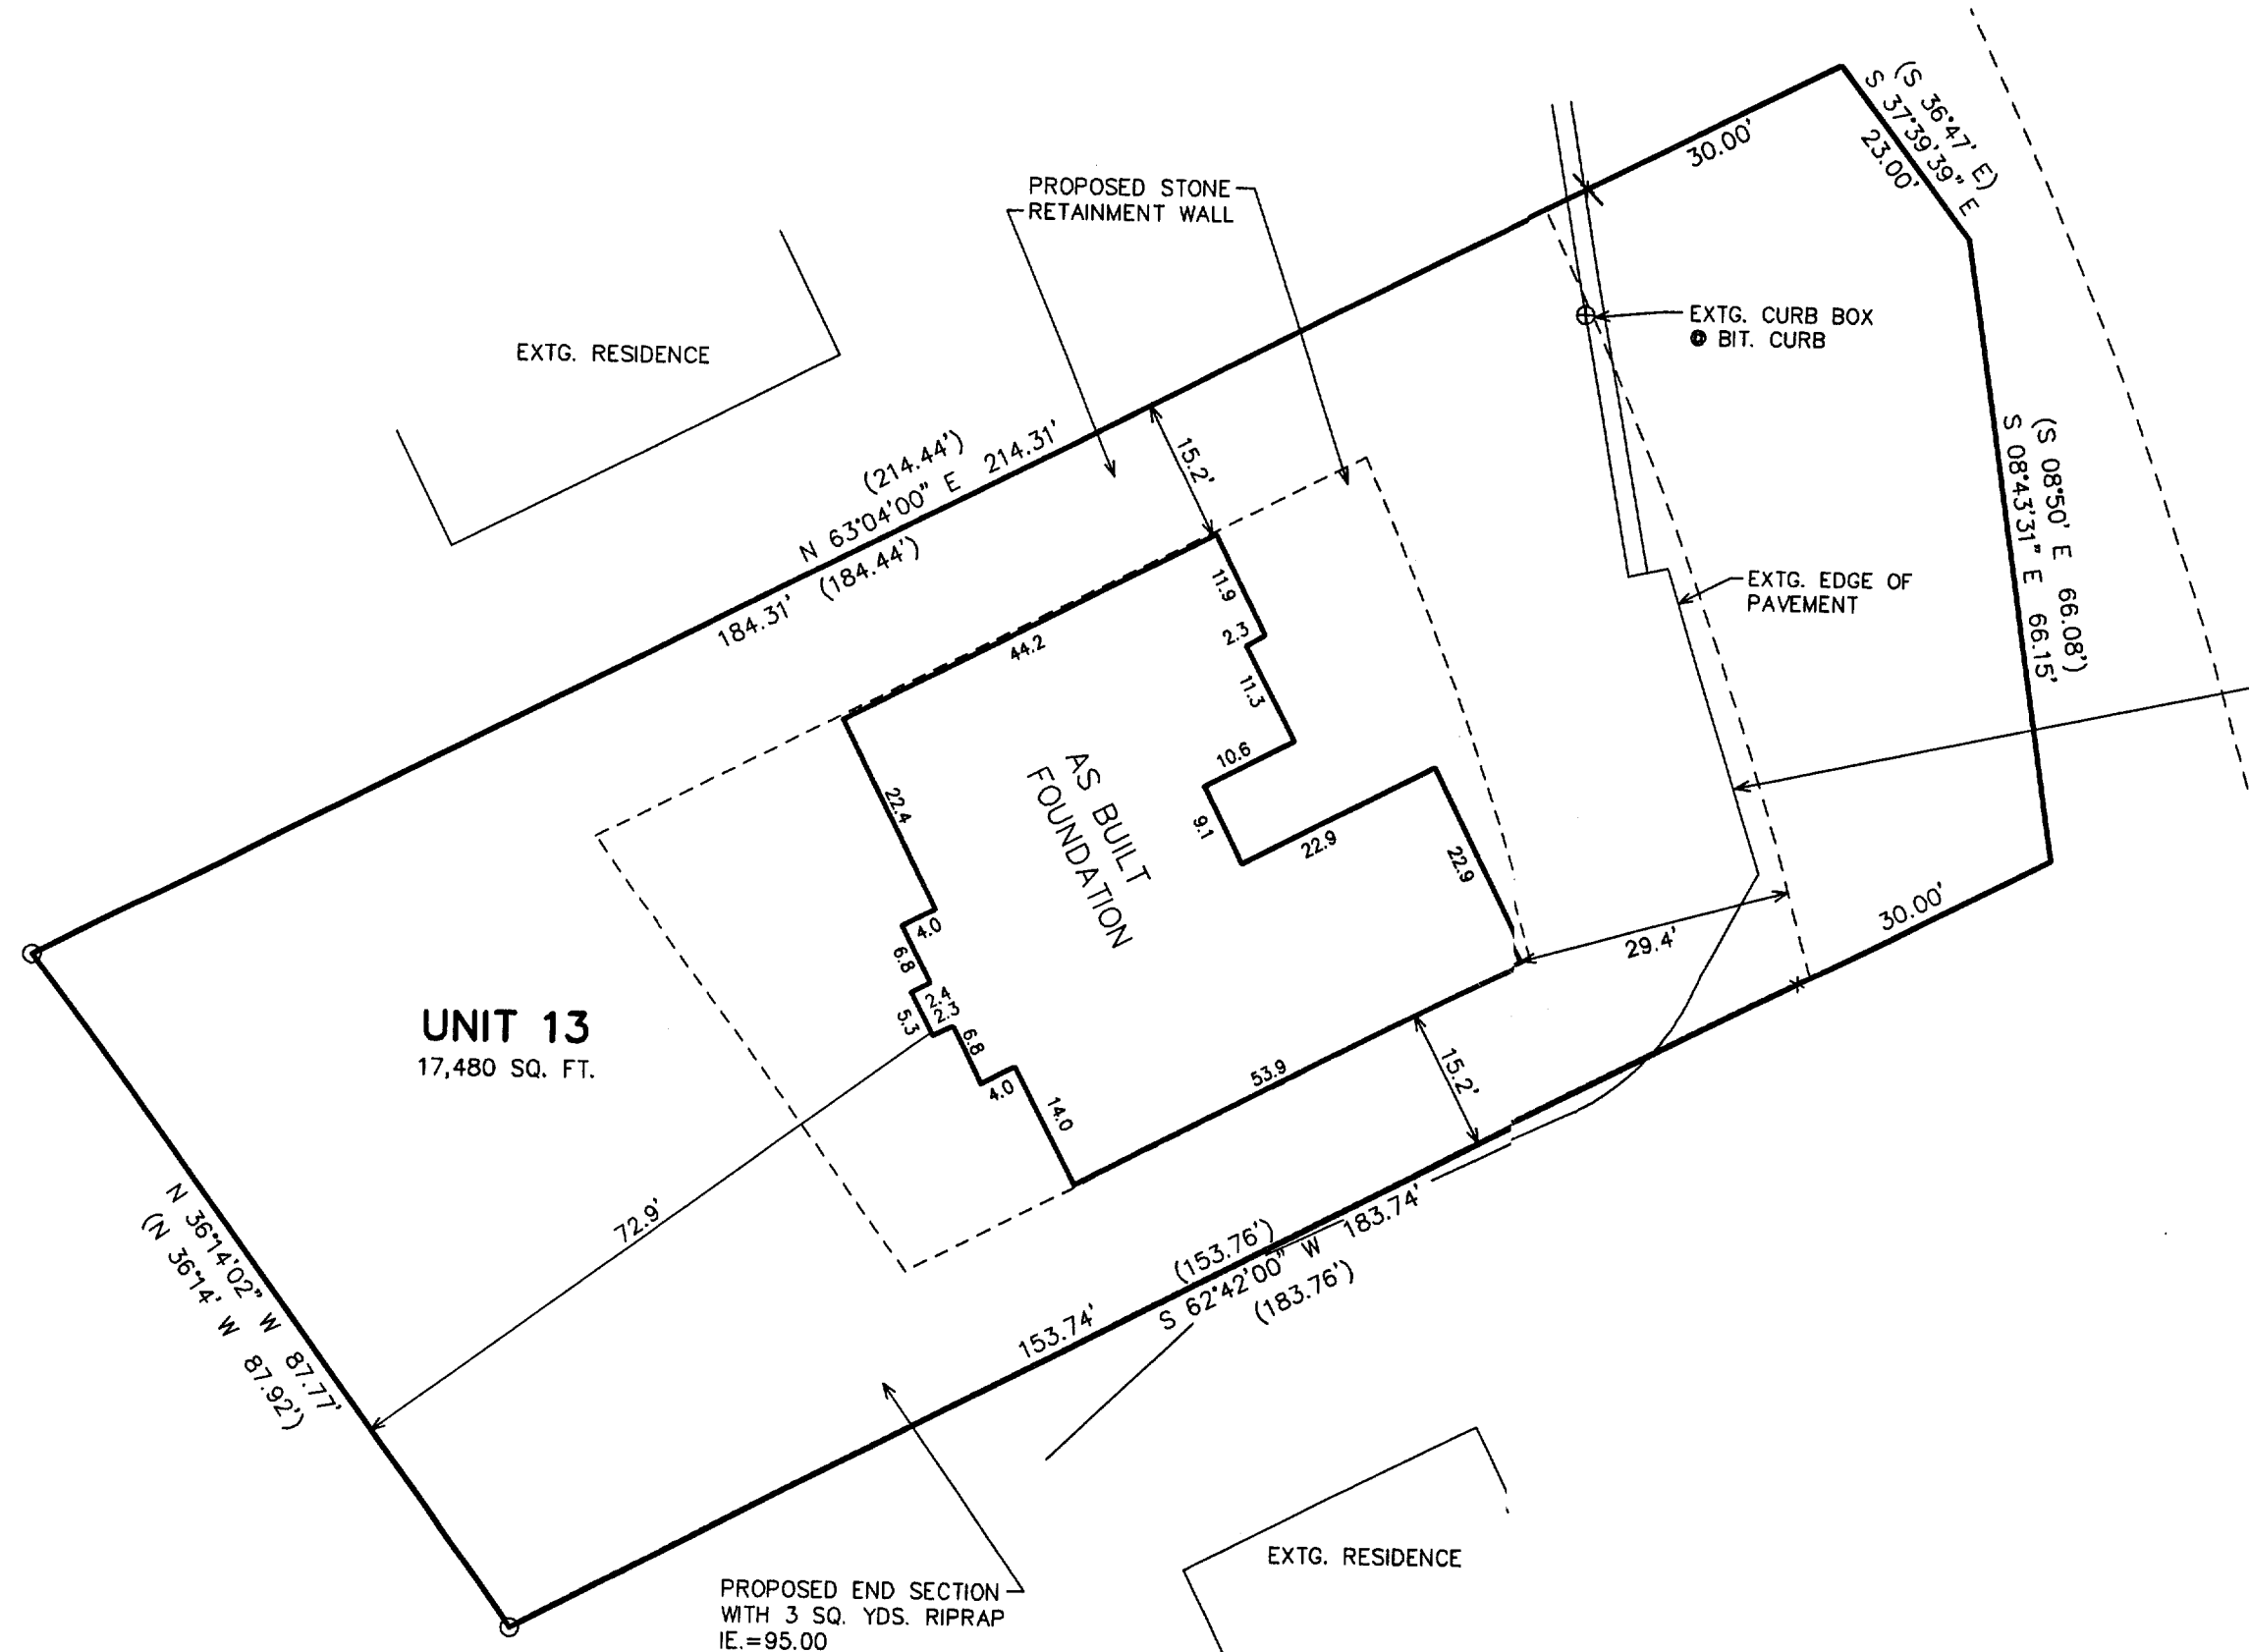 (S 36°47' E)
S 37°39'39" E
23.00'
30.00'
PROPOSED STONE
RETAINMENT WALL
EXTG. RESIDENCE
EXTG. CURB BOX
@ BIT. CURB
(214.44')
N 63°04'00" E 214.31'
184.31' (184.44')
15.2'
(S 08°50' E 66.08')
S 08°43'31" E 66.15'
EXTG. EDGE OF
PAVEMENT
11.9
2.3
44.2
11.3
10.6
AS BUILT
FOUNDATION
22.4
9.1
22.9
22.9
4.0
6.8
2.4
2.3
5.3
6.8
4.0
14.0
53.9
29.4'
30.00'
15.2'
UNIT 13
17,480 SQ. FT.
72.9'
N 36°14'02" W 87.77'
(N 36°14' W 87.92')
(153.76')
S 62°42'00" W 183.74'
(183.76')
153.74'
PROPOSED END SECTION
WITH 3 SQ. YDS. RIPRAP
IE.=95.00
EXTG. RESIDENCE